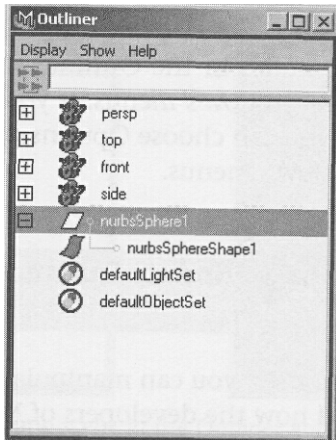 Outliner
Display Show Help
persp
top
front
side
nurbsSphere1
nurbsSphereShape1
defaultLightSet
defaultObjectSet